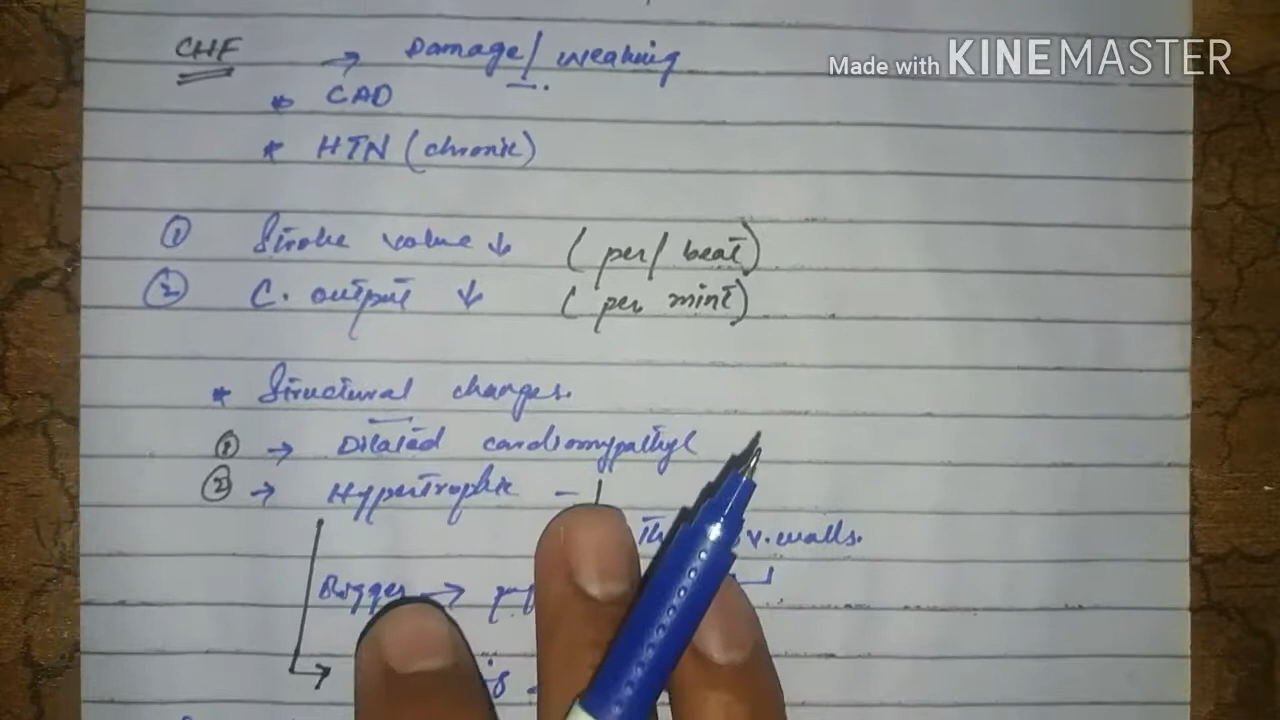 CHF → Damage/ weaking
Made with KINEMASTER
* CAD
* HTN (chronic)
① Stroke volume ↓ (per/ beat)
② C. output ↓ (per mint)
* Structural changes.
① → Dilated cardiomypathye
② → Hypertrophic –
v. walls.
Bigger →